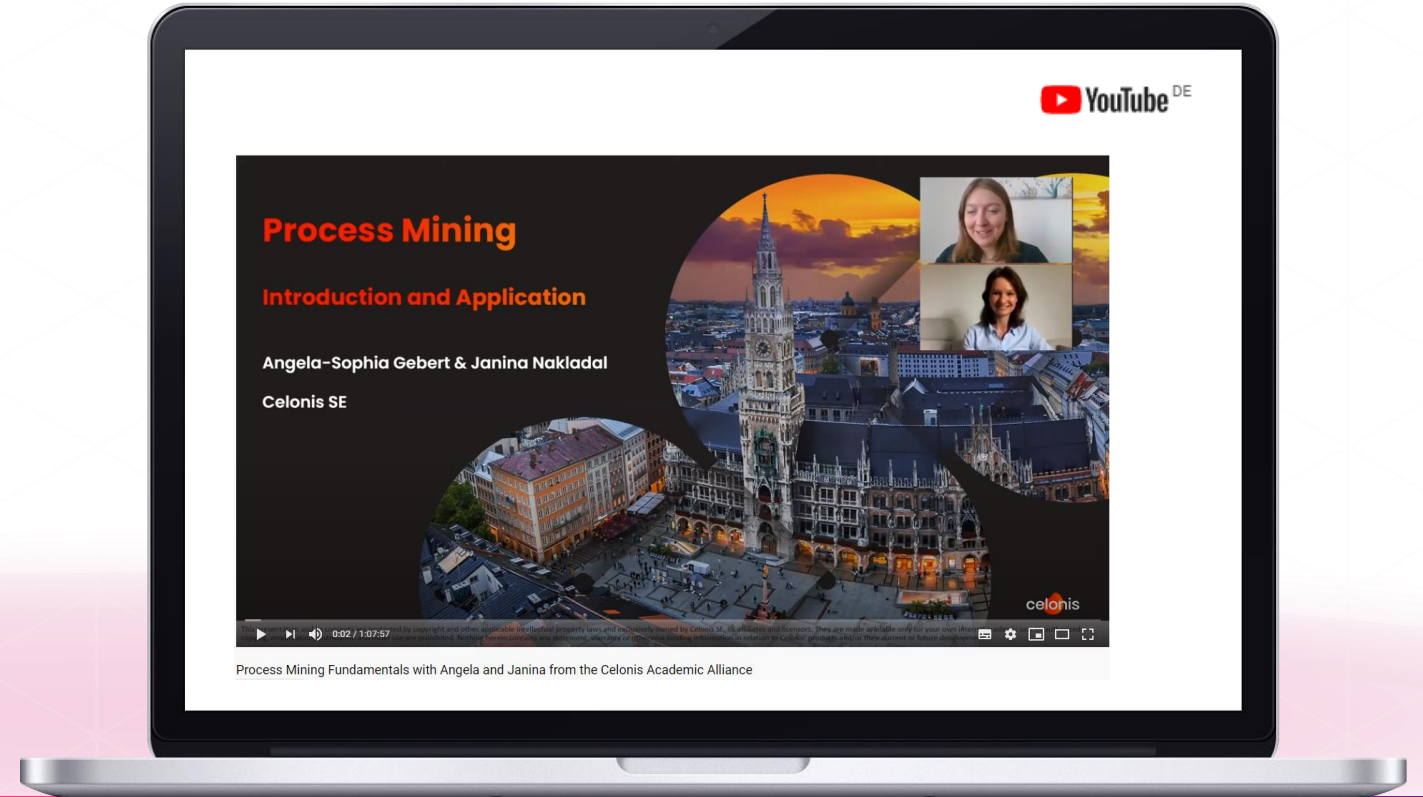 YouTube DE
Process Mining
Introduction and Application
Angela-Sophia Gebert & Janina Nakladal
Celonis SE
celonis
0:02 / 1:07:57
Process Mining Fundamentals with Angela and Janina from the Celonis Academic Alliance